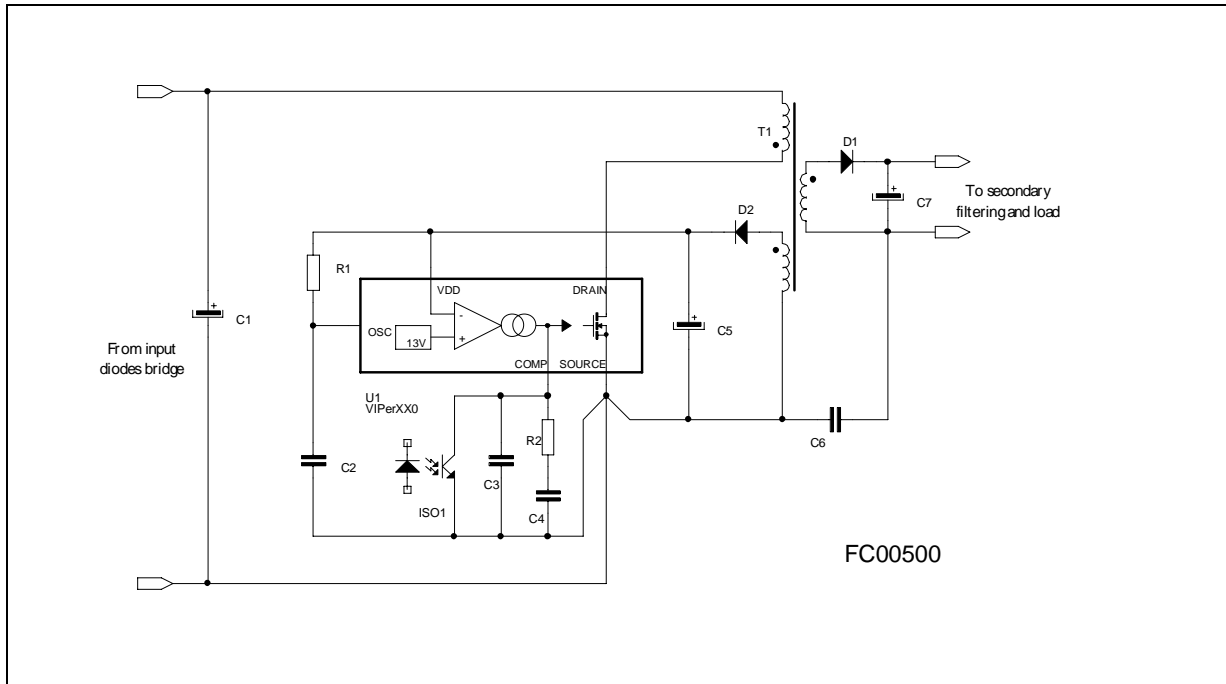 T1
D1
+
C7
To secondary
filtering and load
D2
R1
VDD
DRAIN
-
OSC
13V
+
COMP
SOURCE
+
C1
+
C5
From input
diodes bridge
U1
VIPerXX0
R2
C6
C2
C3
ISO1
C4
FC00500